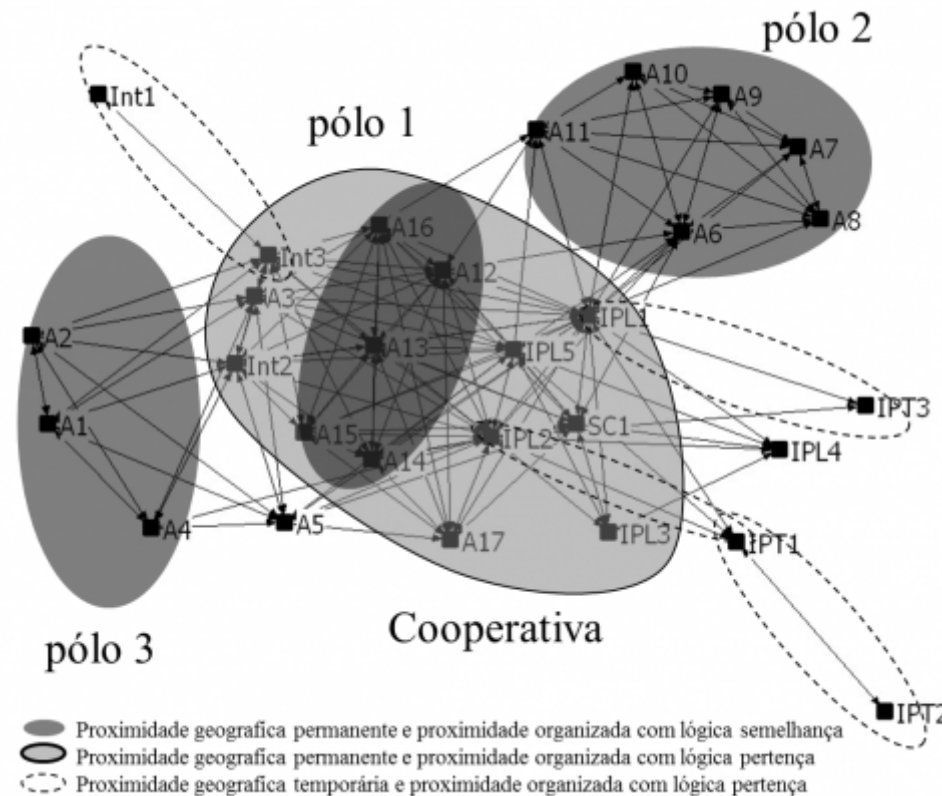 pólo 2
A10
A9
Int1
A11
pólo 1
A7
A8
A16
A6
Int3
A12
A3
IPL1
A2
A13
IPL5
Int2
IPT3
A1
A15
IPL2
SC1
IPL4
A14
A4
A5
A17
IPL3
IPT1
Cooperativa
pólo 3
IPT2
Proximidade geografica permanente e proximidade organizada com lógica semelhança
Proximidade geografica permanente e proximidade organizada com lógica pertença
Proximidade geografica temporária e proximidade organizada com lógica pertença